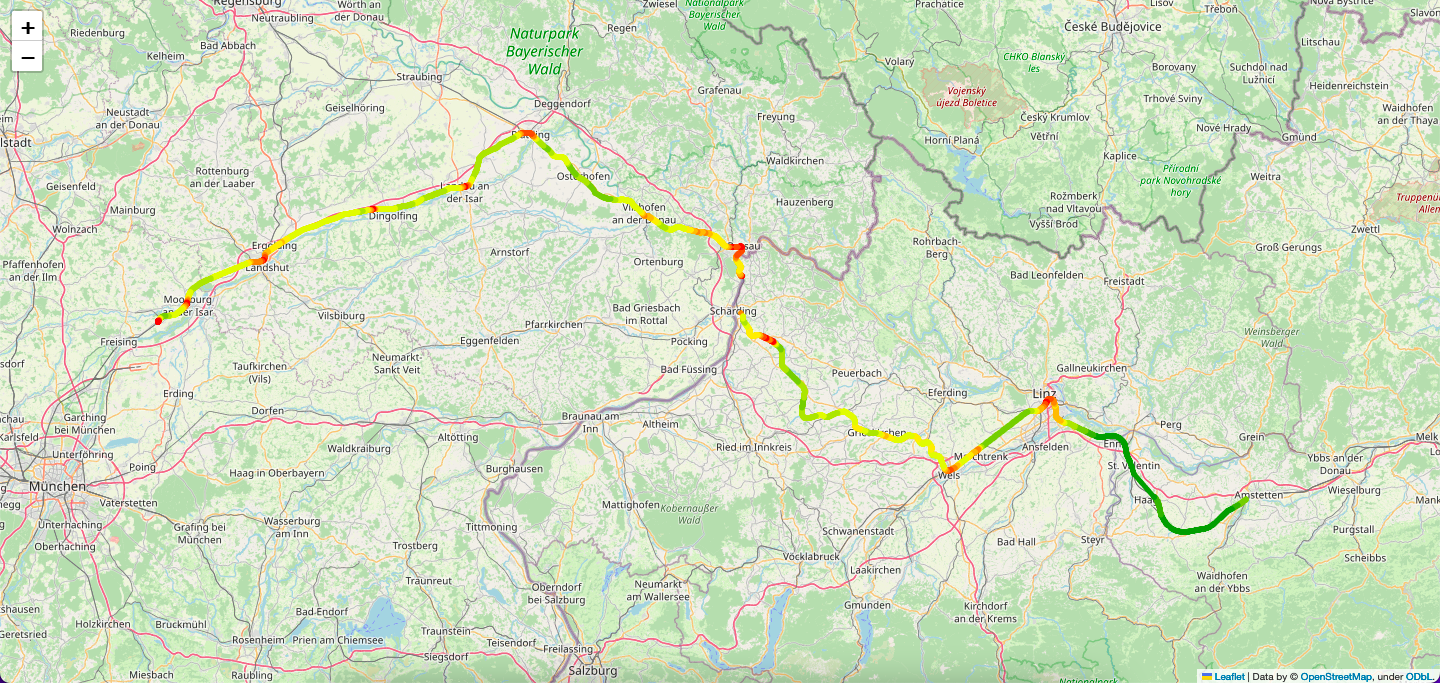 +
−
Regensburg
Neutraubling
Wörth an
der Donau
Zwiesel
Nationalpark
Bayerischer
Wald
Prachatice
Lisov
Třeboň
Nova Bystrice
Slavon
Riedenburg
Kelheim
Bad Abbach
Naturpark
Bayerischer
Wald
Regen
České Budějovice
Litschau
Straubing
Grafenau
Volary
Vojenský
újezd Boletice
CHKO Blanský
les
Borovany
Suchdol nad
Lužnicí
Heidenreichstein
Neustadt
an der Donau
Geiselhöring
Deggendorf
Freyung
Český Krumlov
Trhové Sviny
Waidhofen
an der Thaya
lstadt
Horní Planá
Větřní
Nové Hrady
Gmünd
Rottenburg
an der Laaber
Osterhofen
Waldkirchen
Kaplice
Přírodní
park Novohradské
hory
Weitra
Geisenfeld
Landau an
der Isar
Mainburg
Dingolfing
Vilshofen
an der Donau
Hauzenberg
Rožmberk
nad Vltavou
Vyšší Brod
Wolnzach
Ergolding
Landshut
Arnstorf
Passau
Rohrbach-
Berg
Groß Gerungs
Zwettl
Pfaffenhofen
an der Ilm
Ortenburg
Bad Leonfelden
Freistadt
Moosburg
an der Isar
Vilsbiburg
Pfarrkirchen
Bad Griesbach
im Rottal
Schärding
Freising
Eggenfelden
Pocking
Weinsberger
Wald
Neumarkt-
Sankt Veit
Taufkirchen
(Vils)
Bad Füssing
Peuerbach
Gallneukirchen
Erding
Eferding
Linz
Dorfen
Braunau am
Inn
Altheim
Perg
Garching
bei München
Karlsfeld
Altötting
Ried im Innkreis
Grieskirchen
Ansfelden
Enns
Grein
Melk
Unterföhring
Waldkraiburg
Marchtrenk
Poing
Haag in Oberbayern
Burghausen
Wels
St. Valentin
Ybbs an der
Donau
München
Vaterstetten
Haag
Amstetten
Wieselburg
Mattighofen
Kobernaußer
Wald
Unterhaching
Oberhaching
Grafing bei
München
Wasserburg
am Inn
Tittmoning
Schwanenstadt
Bad Hall
Steyr
Purgstall
Trostberg
Vöcklabruck
Laakirchen
Scheibbs
Traunreut
Oberndorf
bei Salzburg
Neumarkt
am Wallersee
Gmunden
Waidhofen
an der Ybbs
Kirchdorf
an der Krems
Bad Endorf
Holzkirchen
Bruckmühl
Geretsried
Rosenheim
Prien am Chiemsee
Traunstein
Teisendorf
Freilassing
Siegsdorf
Salzburg
Miesbach
Raubling
Nationalpark
Leaflet | Data by © OpenStreetMap, under ODbL.